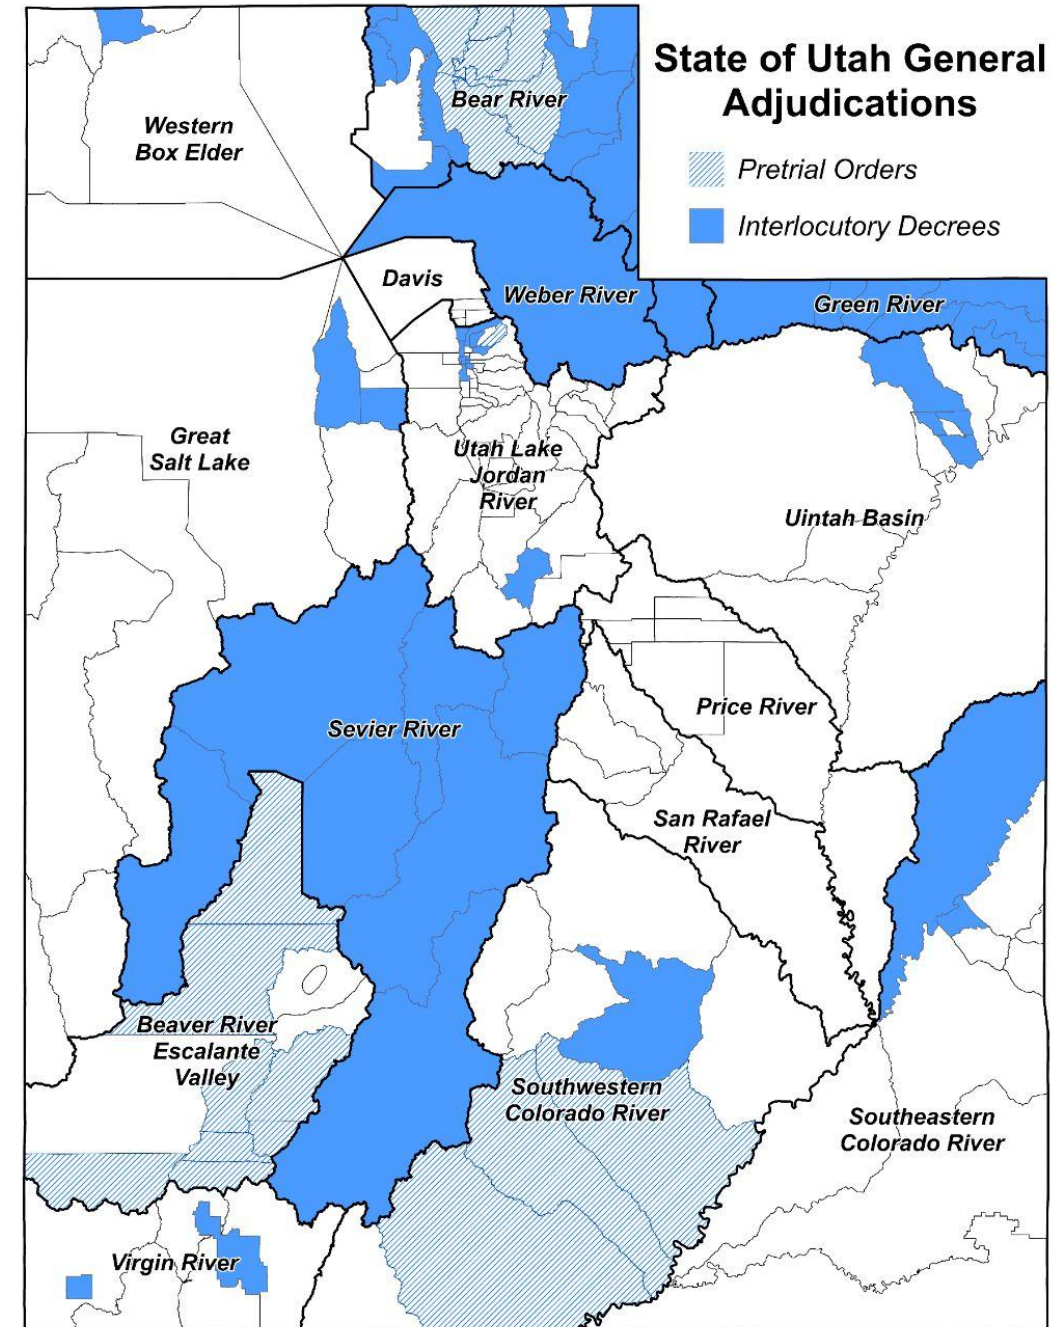 State of Utah General
Adjudications
Pretrial Orders
Interlocutory Decrees
Bear River
Western
Box Elder
Davis
Weber River
Green River
Great
Salt Lake
Utah Lake
Jordan
River
Uintah Basin
Sevier River
Price River
San Rafael
River
Beaver River
Escalante
Valley
Southwestern
Colorado River
Southeastern
Colorado River
Virgin River